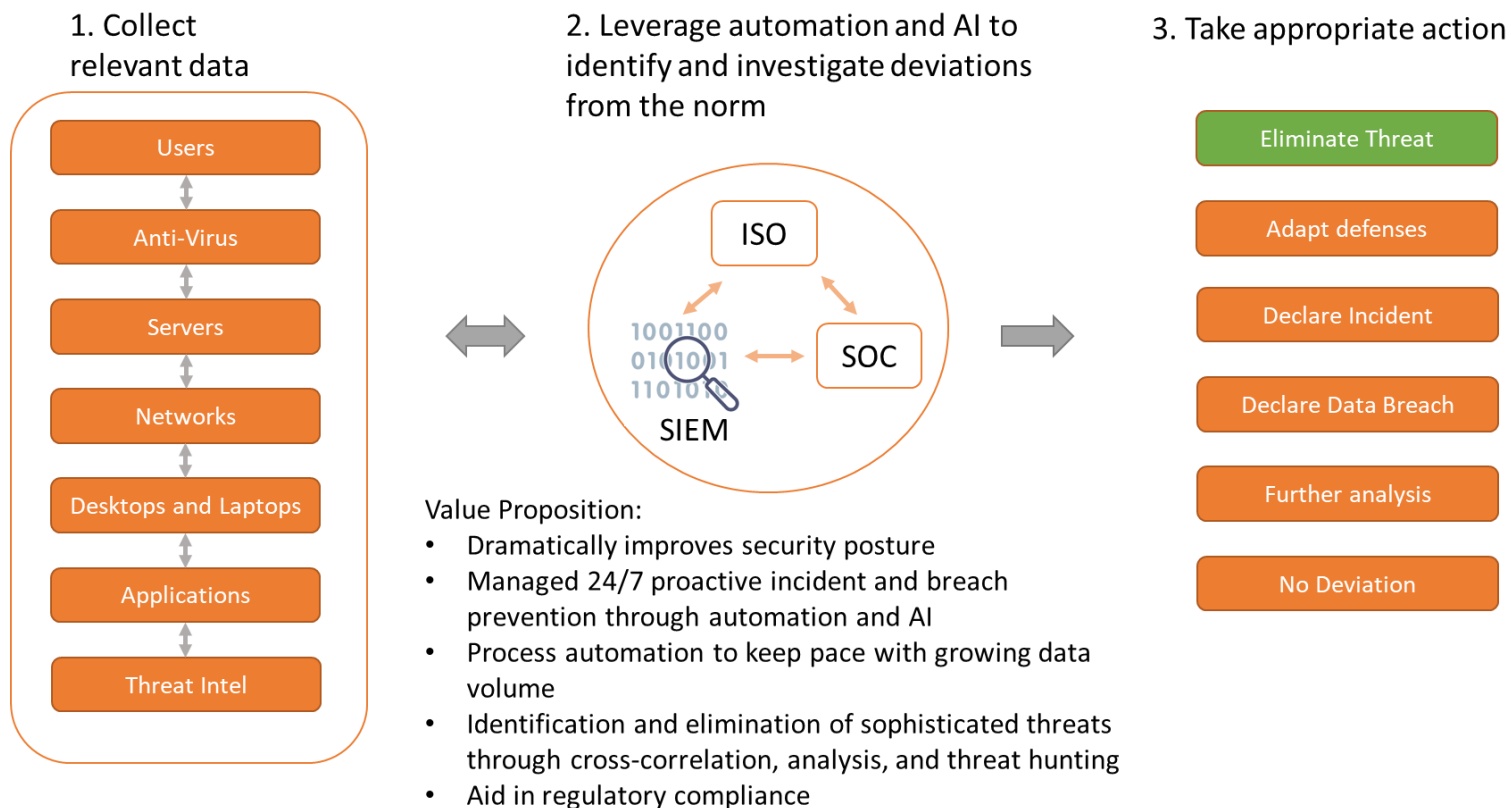 1. Collect
relevant data
Users
Anti-Virus
Servers
Networks
Desktops and Laptops
Applications
Threat Intel
2. Leverage automation and AI to
identify and investigate deviations
from the norm
ISO
1001100
0101001
1101010
SIEM
SOC
Value Proposition:
• Dramatically improves security posture
• Managed 24/7 proactive incident and breach
prevention through automation and AI
• Process automation to keep pace with growing data
volume
• Identification and elimination of sophisticated threats
through cross-correlation, analysis, and threat hunting
• Aid in regulatory compliance
3. Take appropriate action
Eliminate Threat
Adapt defenses
Declare Incident
Declare Data Breach
Further analysis
No Deviation